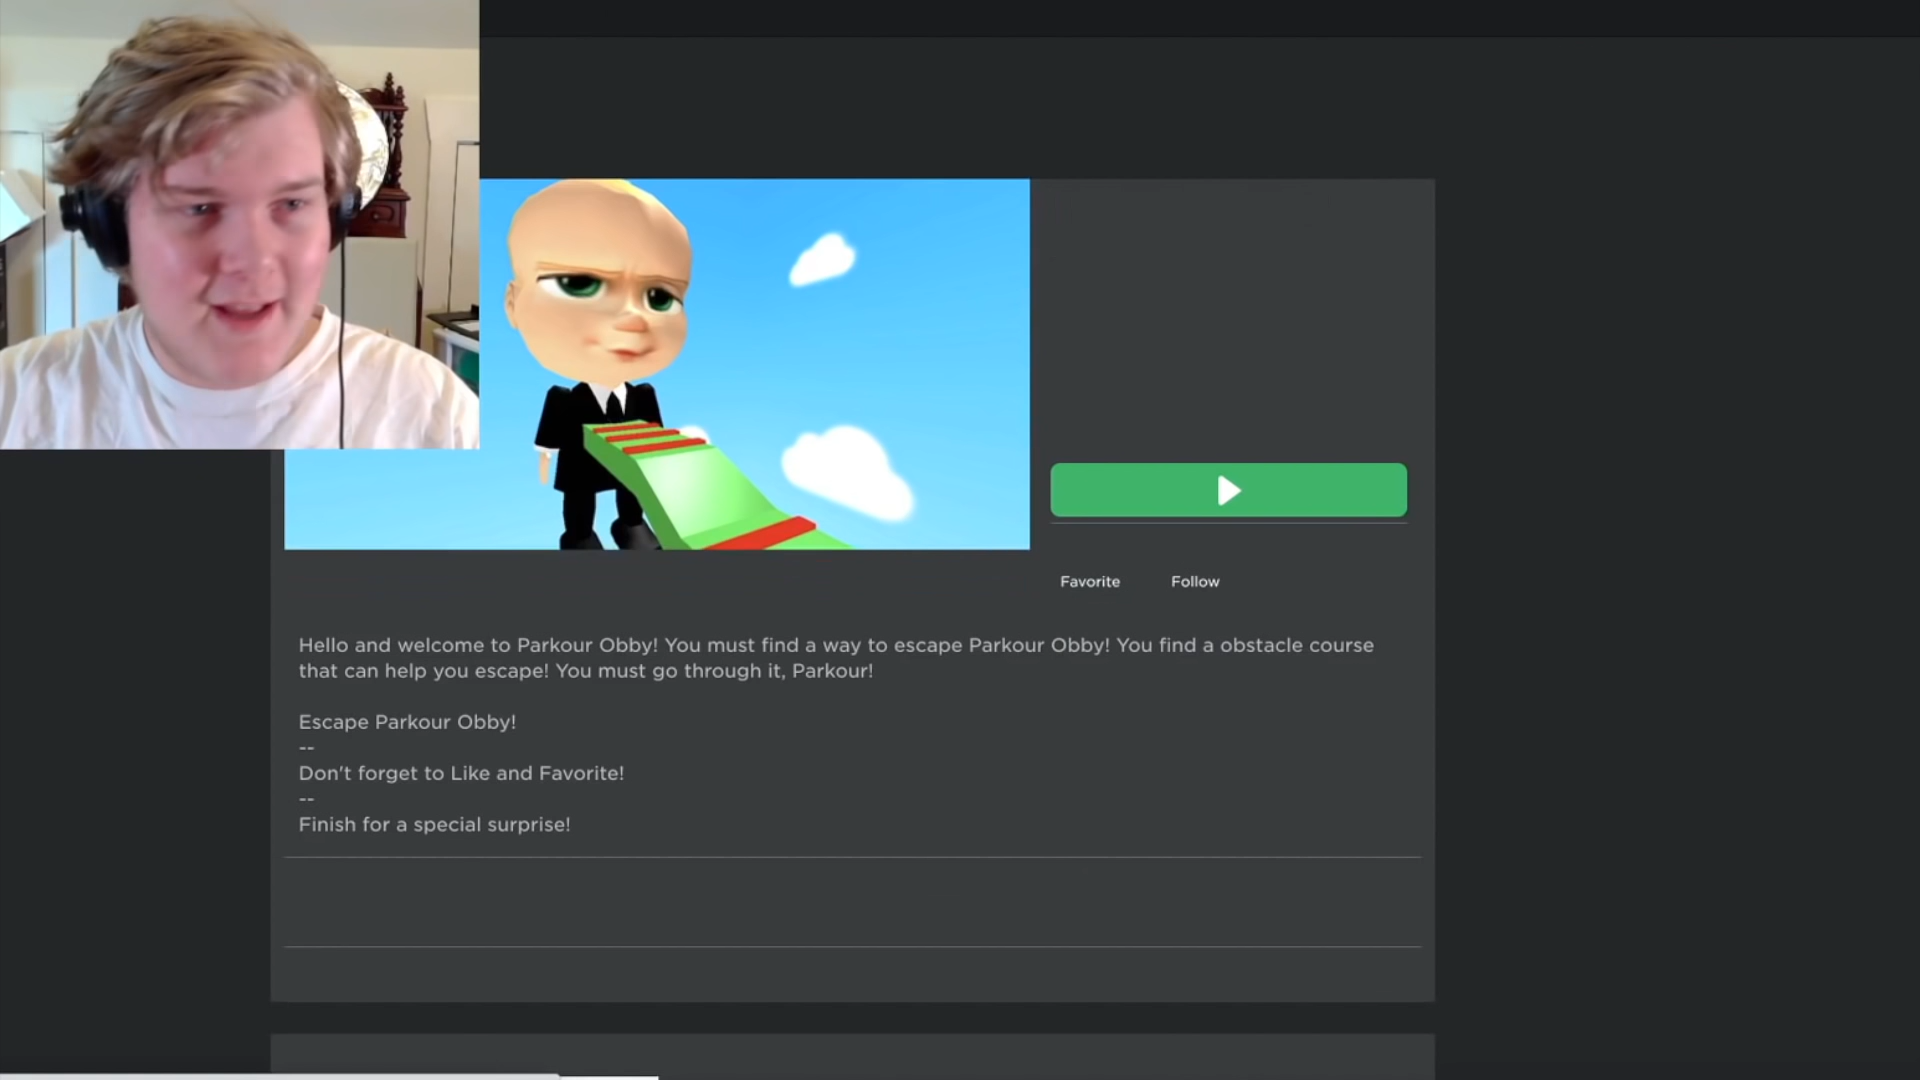 Favorite
Follow
Hello and welcome to Parkour Obby! You must find a way to escape Parkour Obby! You find a obstacle course
that can help you escape! You must go through it, Parkour!
Escape Parkour Obby!
--
Don't forget to Like and Favorite!
--
Finish for a special surprise!